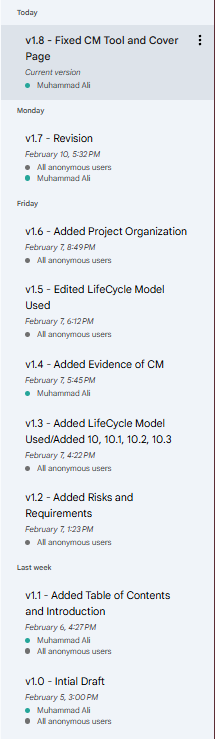 Today
v1.8 - Fixed CM Tool and Cover
Page
Current version
Muhammad Ali
Monday
v1.7 - Revision
February 10, 5:32 PM
All anonymous users
Muhammad Ali
Friday
v1.6 - Added Project Organization
February 7, 8:49 PM
All anonymous users
v1.5 - Edited LifeCycle Model
Used
February 7, 6:12 PM
All anonymous users
v1.4 - Added Evidence of CM
February 7, 5:45 PM
Muhammad Ali
v1.3 - Added LifeCycle Model
Used/Added 10, 10.1, 10.2, 10.3
February 7, 4:22 PM
All anonymous users
v1.2 - Added Risks and
Requirements
February 7, 1:23 PM
All anonymous users
Last week
v1.1 - Added Table of Contents
and Introduction
February 6, 4:27 PM
Muhammad Ali
All anonymous users
v1.0 - Intial Draft
February 5, 3:00 PM
Muhammad Ali
All anonymous users